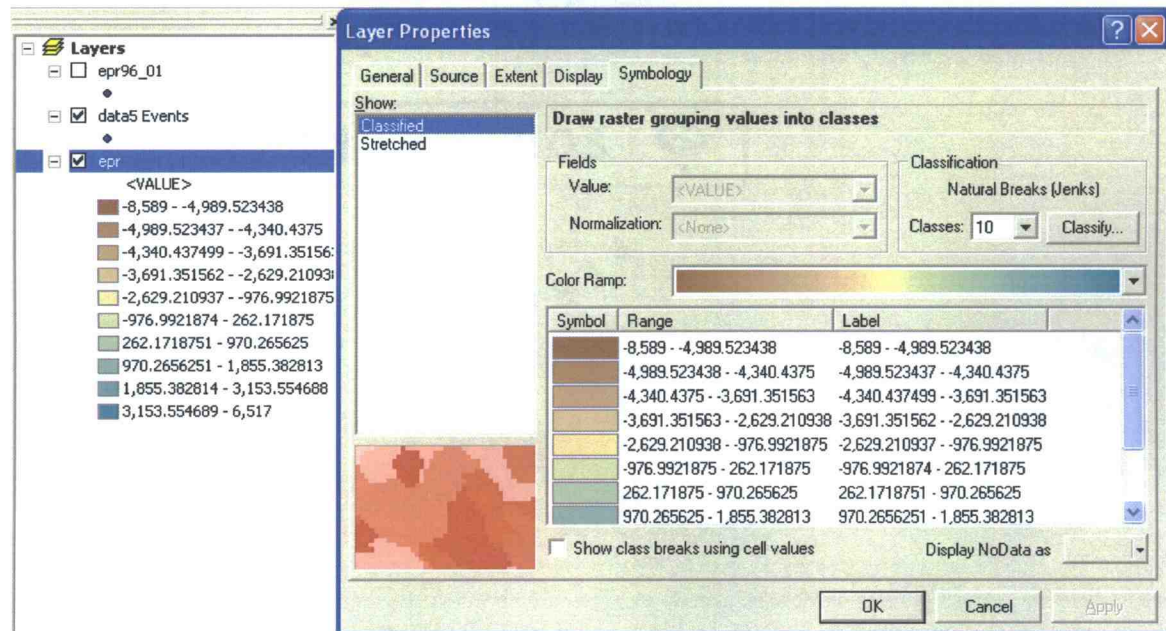 Layers
epr96_01
data5 Events
epr
<VALUE>
-8,589 - -4,989.523438
-4,989.523437 - -4,340.4375
-4,340.437499 - -3,691.35156
-3,691.351562 - -2,629.21093
-2,629.210937 - -976.9921875
-976.9921874 - 262.171875
262.1718751 - 970.265625
970.2656251 - 1,855.382813
1,855.382814 - 3,153.554688
3,153.554689 - 6,517
Layer Properties
General Source Extent Display Symbology
Show:
Classified
Stretched
Draw raster grouping values into classes
Fields
Value: <VALUE>
Normalization: <None>
Classification
Natural Breaks (Jenks)
Classes: 10 Classify...
Color Ramp:
Symbol Range Label
-8,589 - -4,989.523438 -8,589 - -4,989.523438
-4,989.523438 - -4,340.4375 -4,989.523437 - -4,340.4375
-4,340.4375 - -3,691.351563 -4,340.437499 - -3,691.351563
-3,691.351563 - -2,629.210938 -3,691.351562 - -2,629.210938
-2,629.210938 - -976.9921875 -2,629.210937 - -976.9921875
-976.9921875 - 262.171875 -976.9921874 - 262.171875
262.171875 - 970.265625 262.1718751 - 970.265625
970.265625 - 1,855.382813 970.2656251 - 1,855.382813
Show class breaks using cell values
Display NoData as
OK Cancel Apply